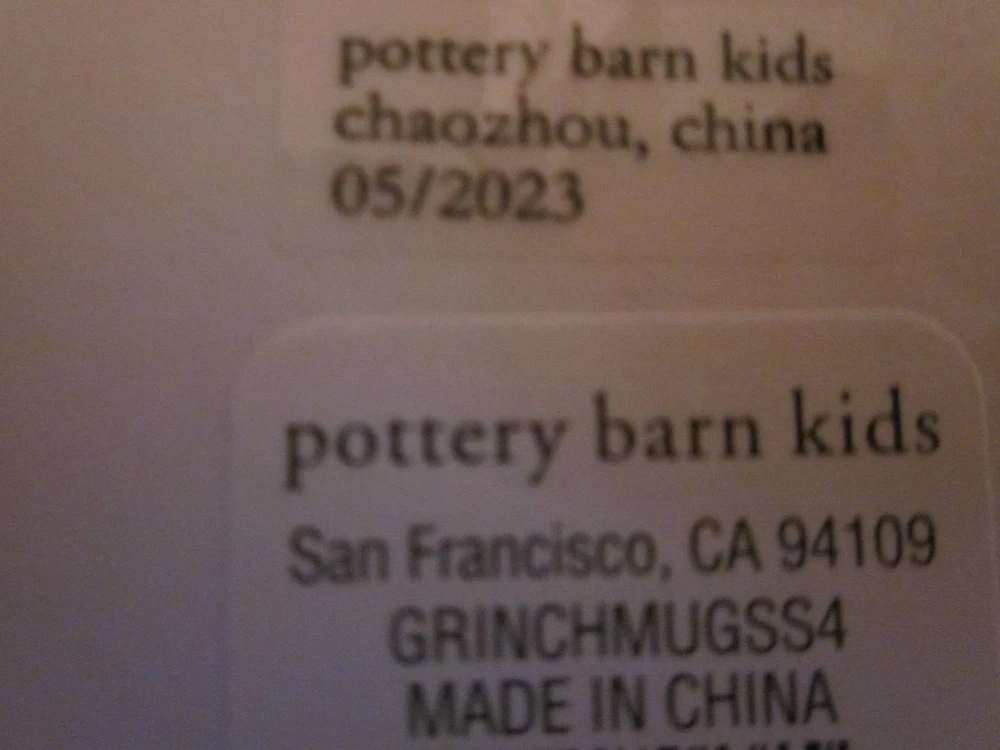 pottery barn kids
chaozhou, china
05/2023
pottery barn kids
San Francisco, CA 94109
GRINCHMUGSS4
MADE IN CHINA